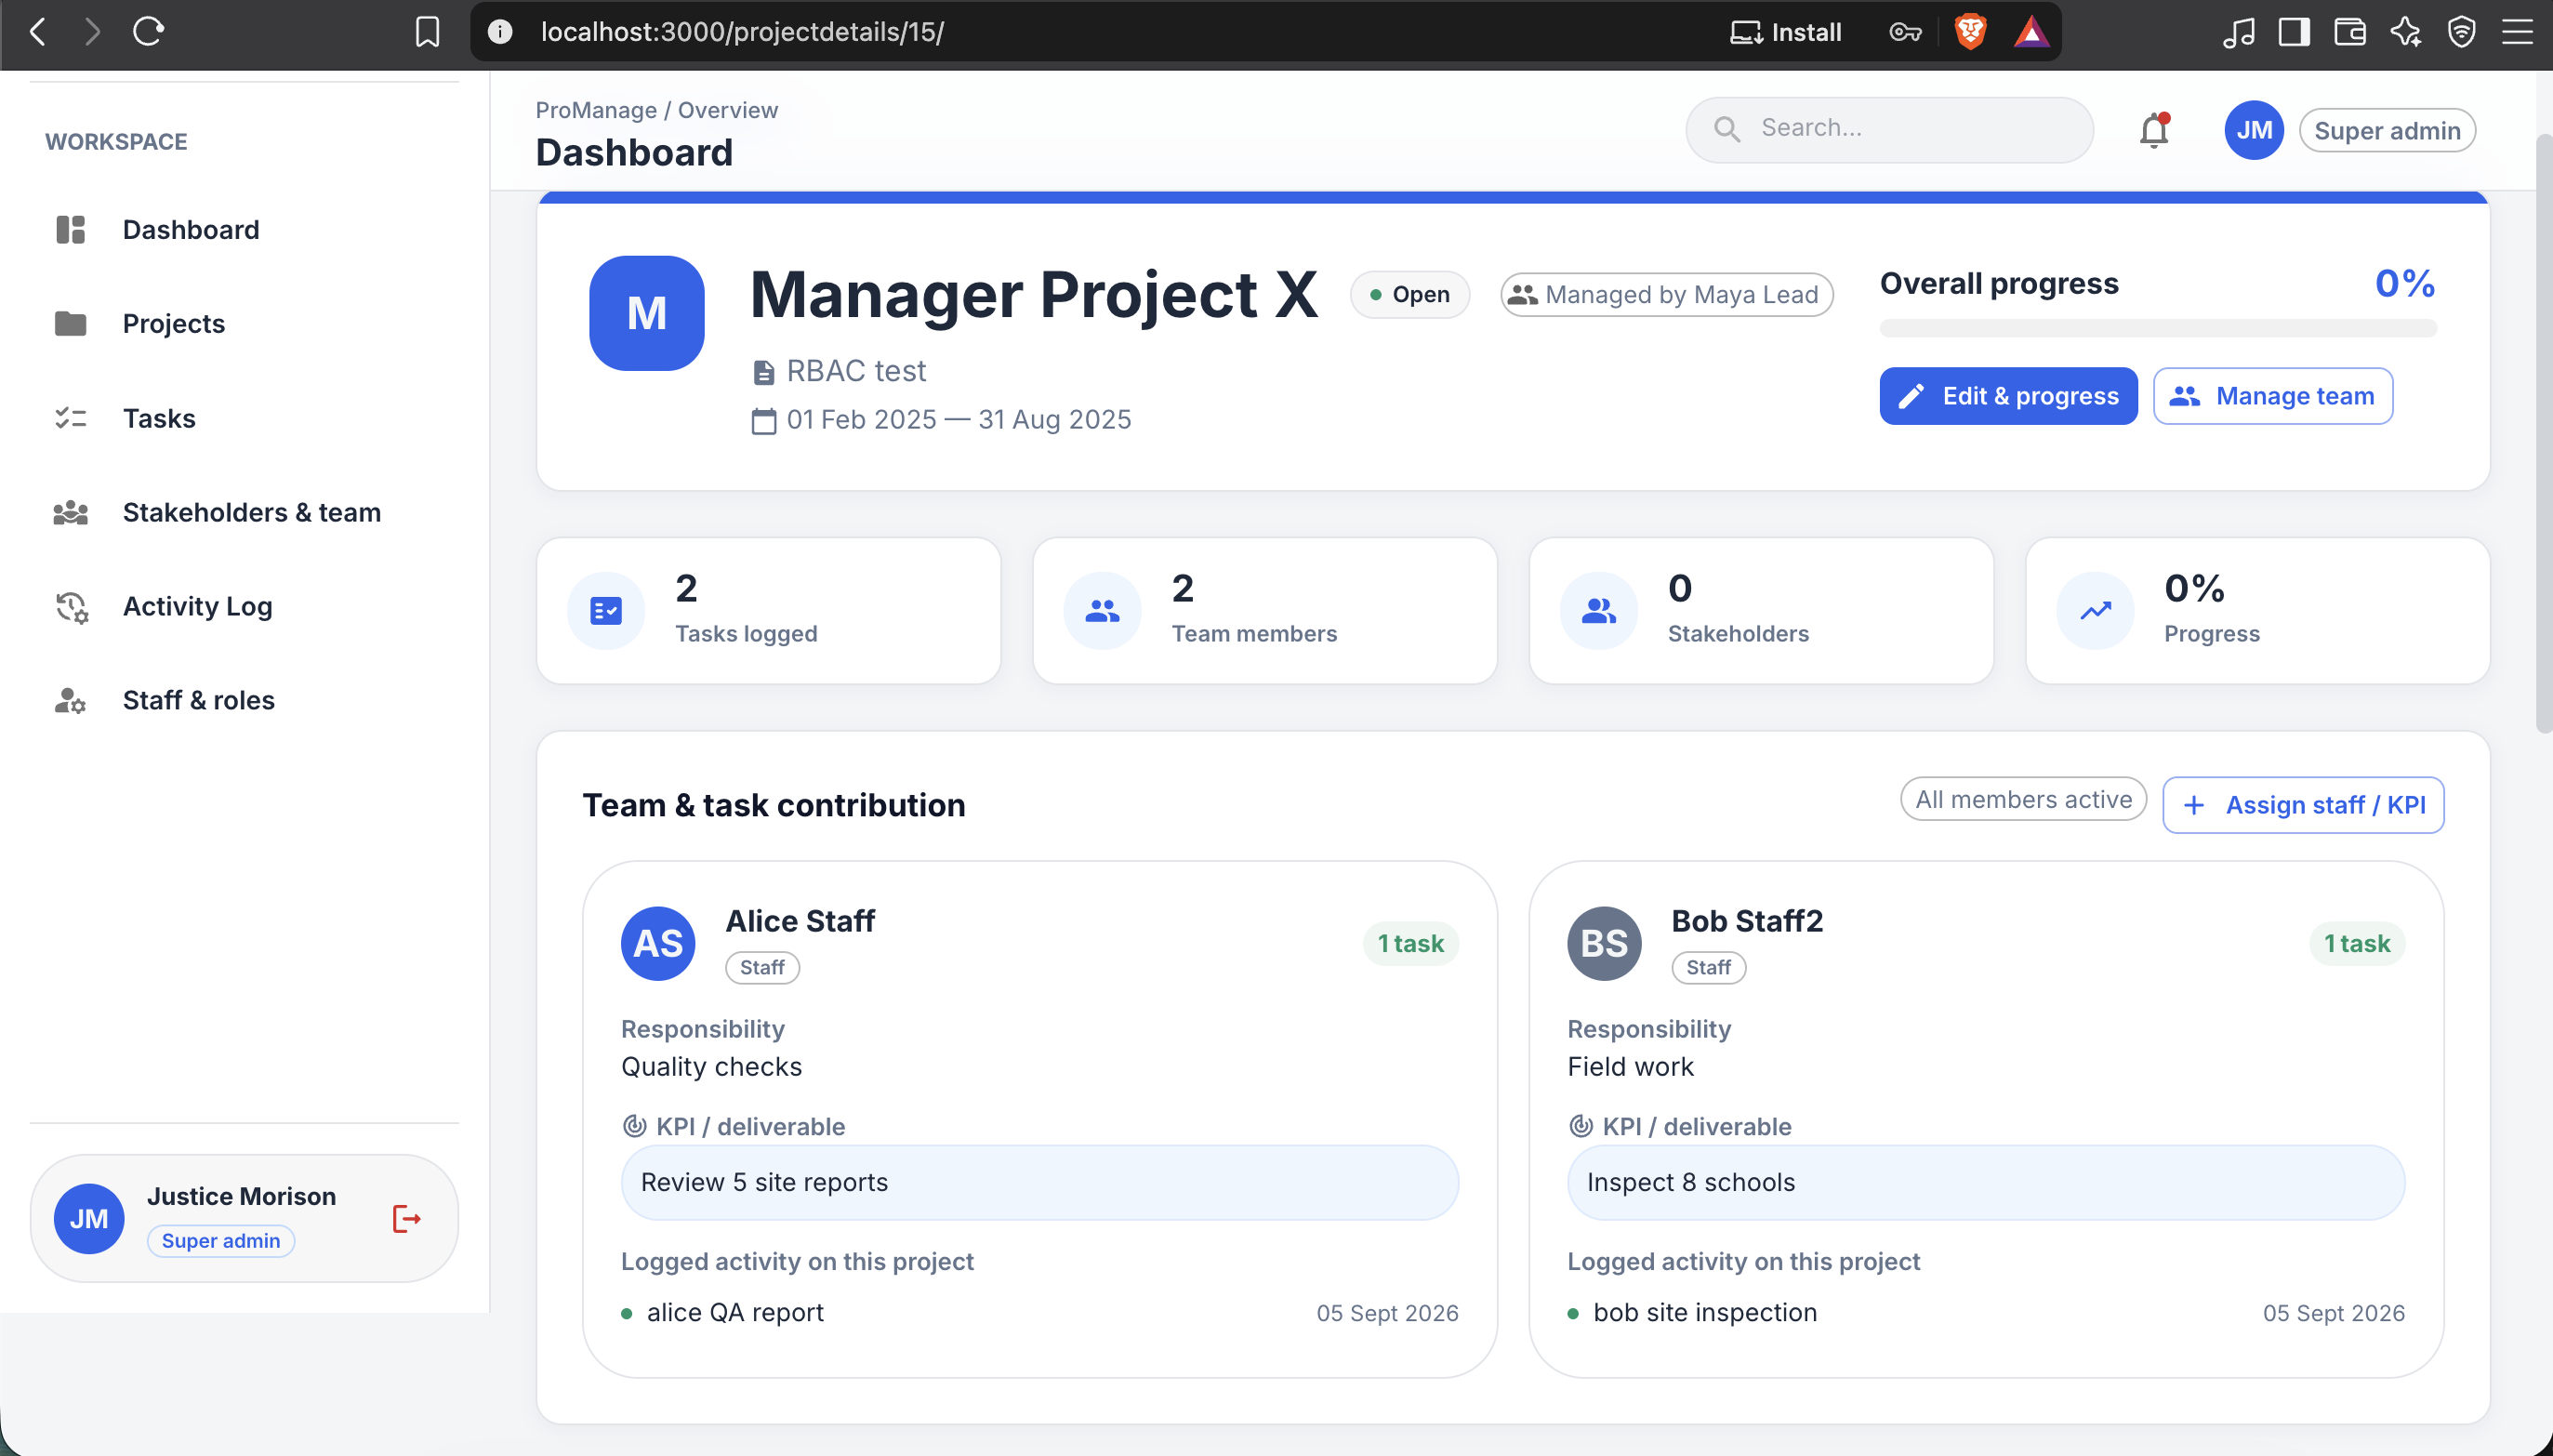 localhost:3000/projectdetails/15/
Install
WORKSPACE
Dashboard
Projects
Tasks
Stakeholders & team
Activity Log
Staff & roles
JM
Justice Morison
Super admin
ProManage / Overview
Dashboard
Search...
JM
Super admin
M
Manager Project X
Open
Managed by Maya Lead
RBAC test
01 Feb 2025 — 31 Aug 2025
Overall progress
0%
Edit & progress
Manage team
2
Tasks logged
2
Team members
0
Stakeholders
0%
Progress
Team & task contribution
All members active
+ Assign staff / KPI
AS
Alice Staff
Staff
1 task
Responsibility
Quality checks
KPI / deliverable
Review 5 site reports
Logged activity on this project
alice QA report
05 Sept 2026
BS
Bob Staff2
Staff
1 task
Responsibility
Field work
KPI / deliverable
Inspect 8 schools
Logged activity on this project
bob site inspection
05 Sept 2026